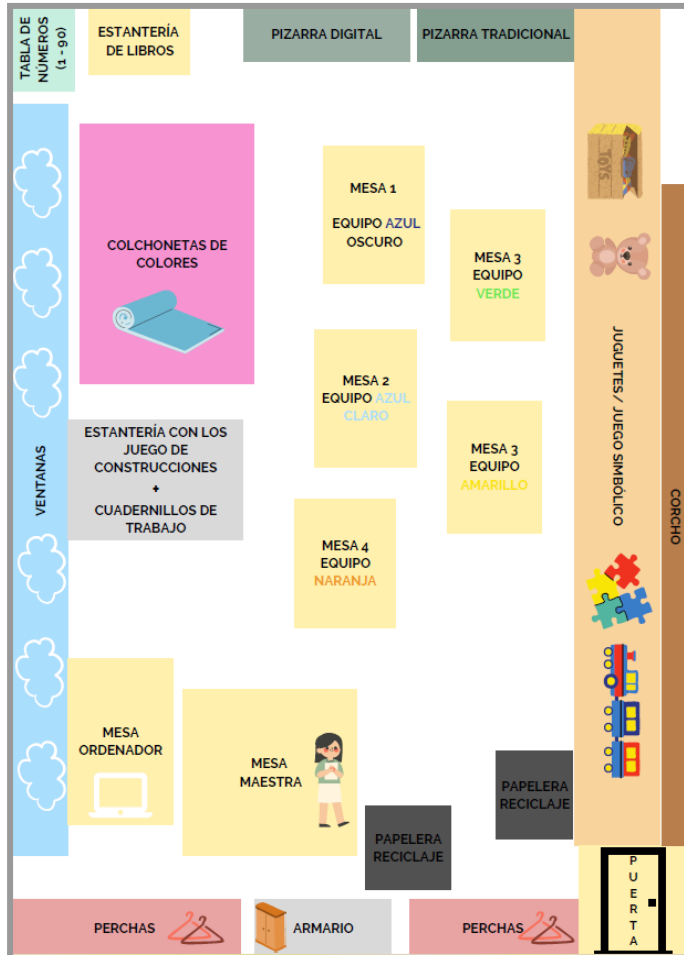 TABLA DE
NÚMEROS
(1 - 90)
ESTANTERÍA
DE LIBROS
PIZARRA DIGITAL
PIZARRA TRADICIONAL
TOYS
COLCHONETAS DE
COLORES
MESA 1
EQUIPO AZUL
OSCURO
MESA 3
EQUIPO
VERDE
MESA 2
EQUIPO AZUL
CLARO
JUGUETES / JUEGO SIMBÓLICO
CORCHO
VENTANAS
ESTANTERÍA CON LOS
JUEGO DE
CONSTRUCCIONES
+
CUADERNILLOS DE
TRABAJO
MESA 3
EQUIPO
AMARILLO
MESA 4
EQUIPO
NARANJA
MESA
ORDENADOR
MESA
MAESTRA
PAPELERA
RECICLAJE
PAPELERA
RECICLAJE
PERCHAS
ARMARIO
PERCHAS
PUERTA